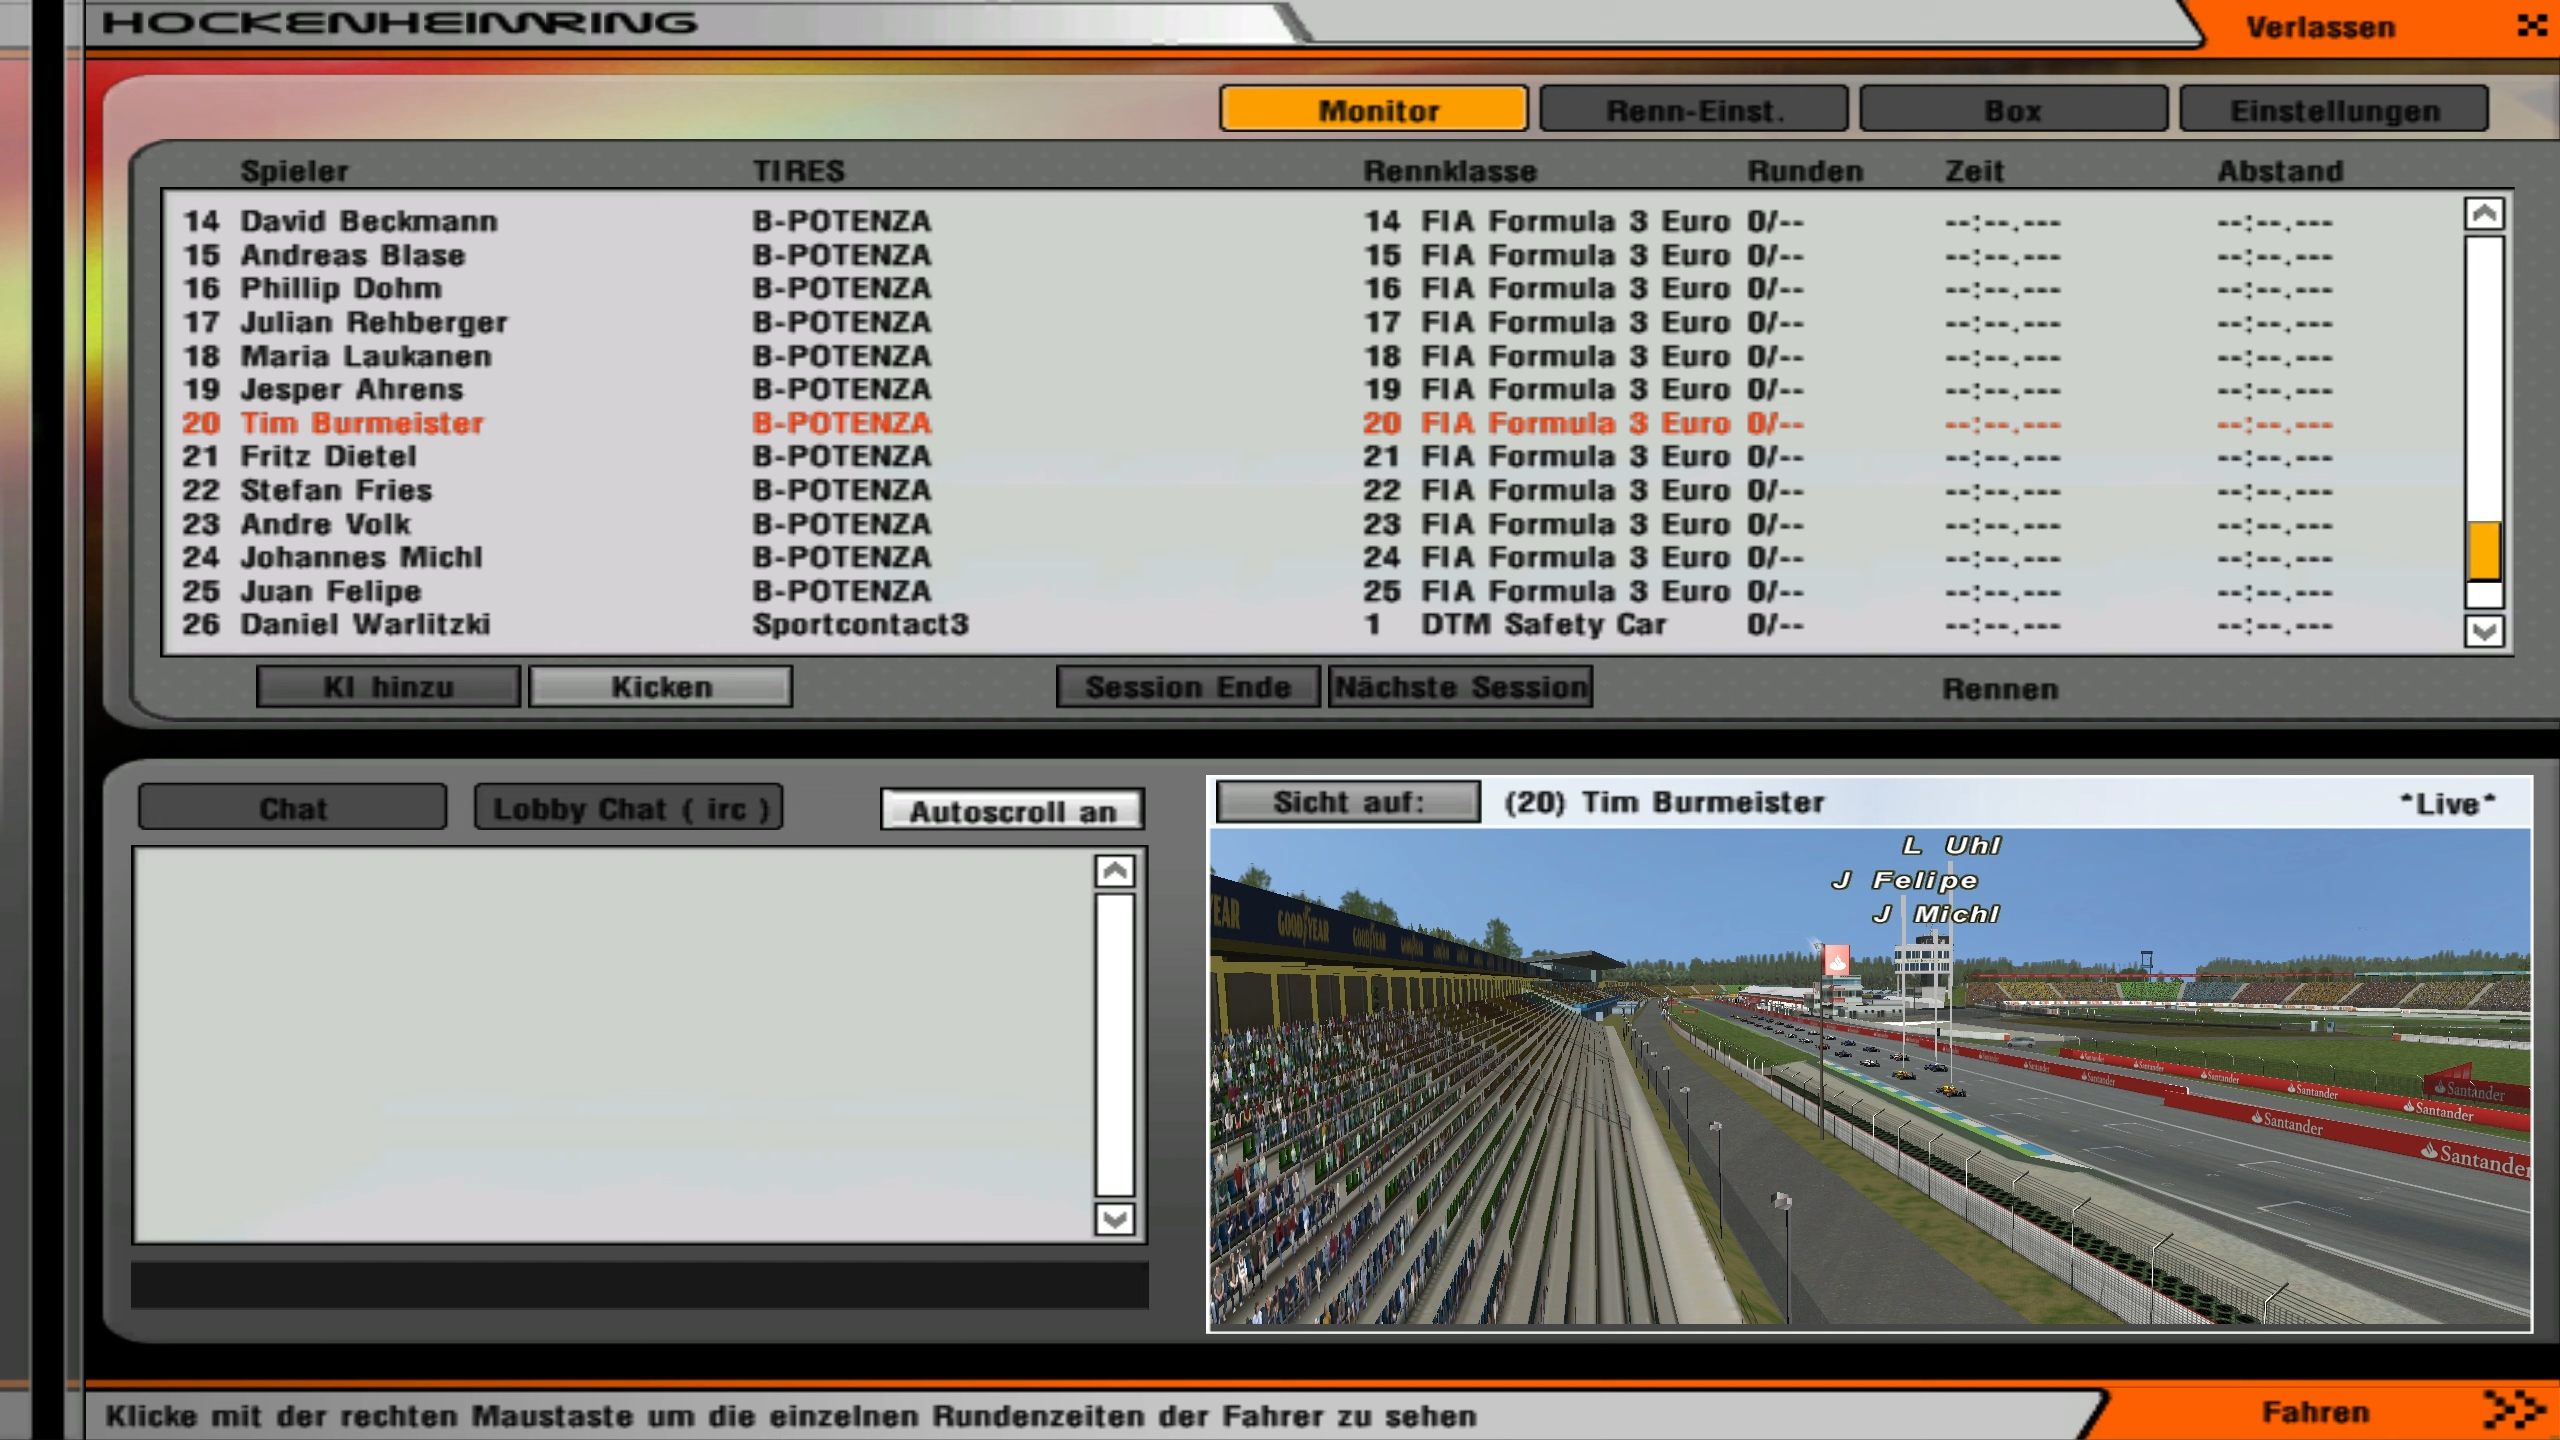 HOCKENHEIMRING
Verlassen
Monitor Renn-Einst. Box Einstellungen
Spieler TIRES Rennklasse Runden Zeit Abstand
14 David Beckmann B-POTENZA 14 FIA Formula 3 Euro 0/-- --:--.--- --:--.---
15 Andreas Blase B-POTENZA 15 FIA Formula 3 Euro 0/-- --:--.--- --:--.---
16 Phillip Dohm B-POTENZA 16 FIA Formula 3 Euro 0/-- --:--.--- --:--.---
17 Julian Rehberger B-POTENZA 17 FIA Formula 3 Euro 0/-- --:--.--- --:--.---
18 Maria Laukanen B-POTENZA 18 FIA Formula 3 Euro 0/-- --:--.--- --:--.---
19 Jesper Ahrens B-POTENZA 19 FIA Formula 3 Euro 0/-- --:--.--- --:--.---
20 Tim Burmeister B-POTENZA 20 FIA Formula 3 Euro 0/-- --:--.--- --:--.---
21 Fritz Dietel B-POTENZA 21 FIA Formula 3 Euro 0/-- --:--.--- --:--.---
22 Stefan Fries B-POTENZA 22 FIA Formula 3 Euro 0/-- --:--.--- --:--.---
23 Andre Volk B-POTENZA 23 FIA Formula 3 Euro 0/-- --:--.--- --:--.---
24 Johannes Michl B-POTENZA 24 FIA Formula 3 Euro 0/-- --:--.--- --:--.---
25 Juan Felipe B-POTENZA 25 FIA Formula 3 Euro 0/-- --:--.--- --:--.---
26 Daniel Warlitzki Sportcontact3 1 DTM Safety Car 0/-- --:--.--- --:--.---
KI hinzu Kicken Session Ende Nächste Session Rennen
Chat Lobby Chat ( irc ) Autoscroll an
Sicht auf: (20) Tim Burmeister *Live*
L Uhl
J Felipe
J Michl
EAR GOODYEAR GOODYEAR
Santander
Santander
Santander
Santander
Santander
Klicke mit der rechten Maustaste um die einzelnen Rundenzeiten der Fahrer zu sehen
Fahren